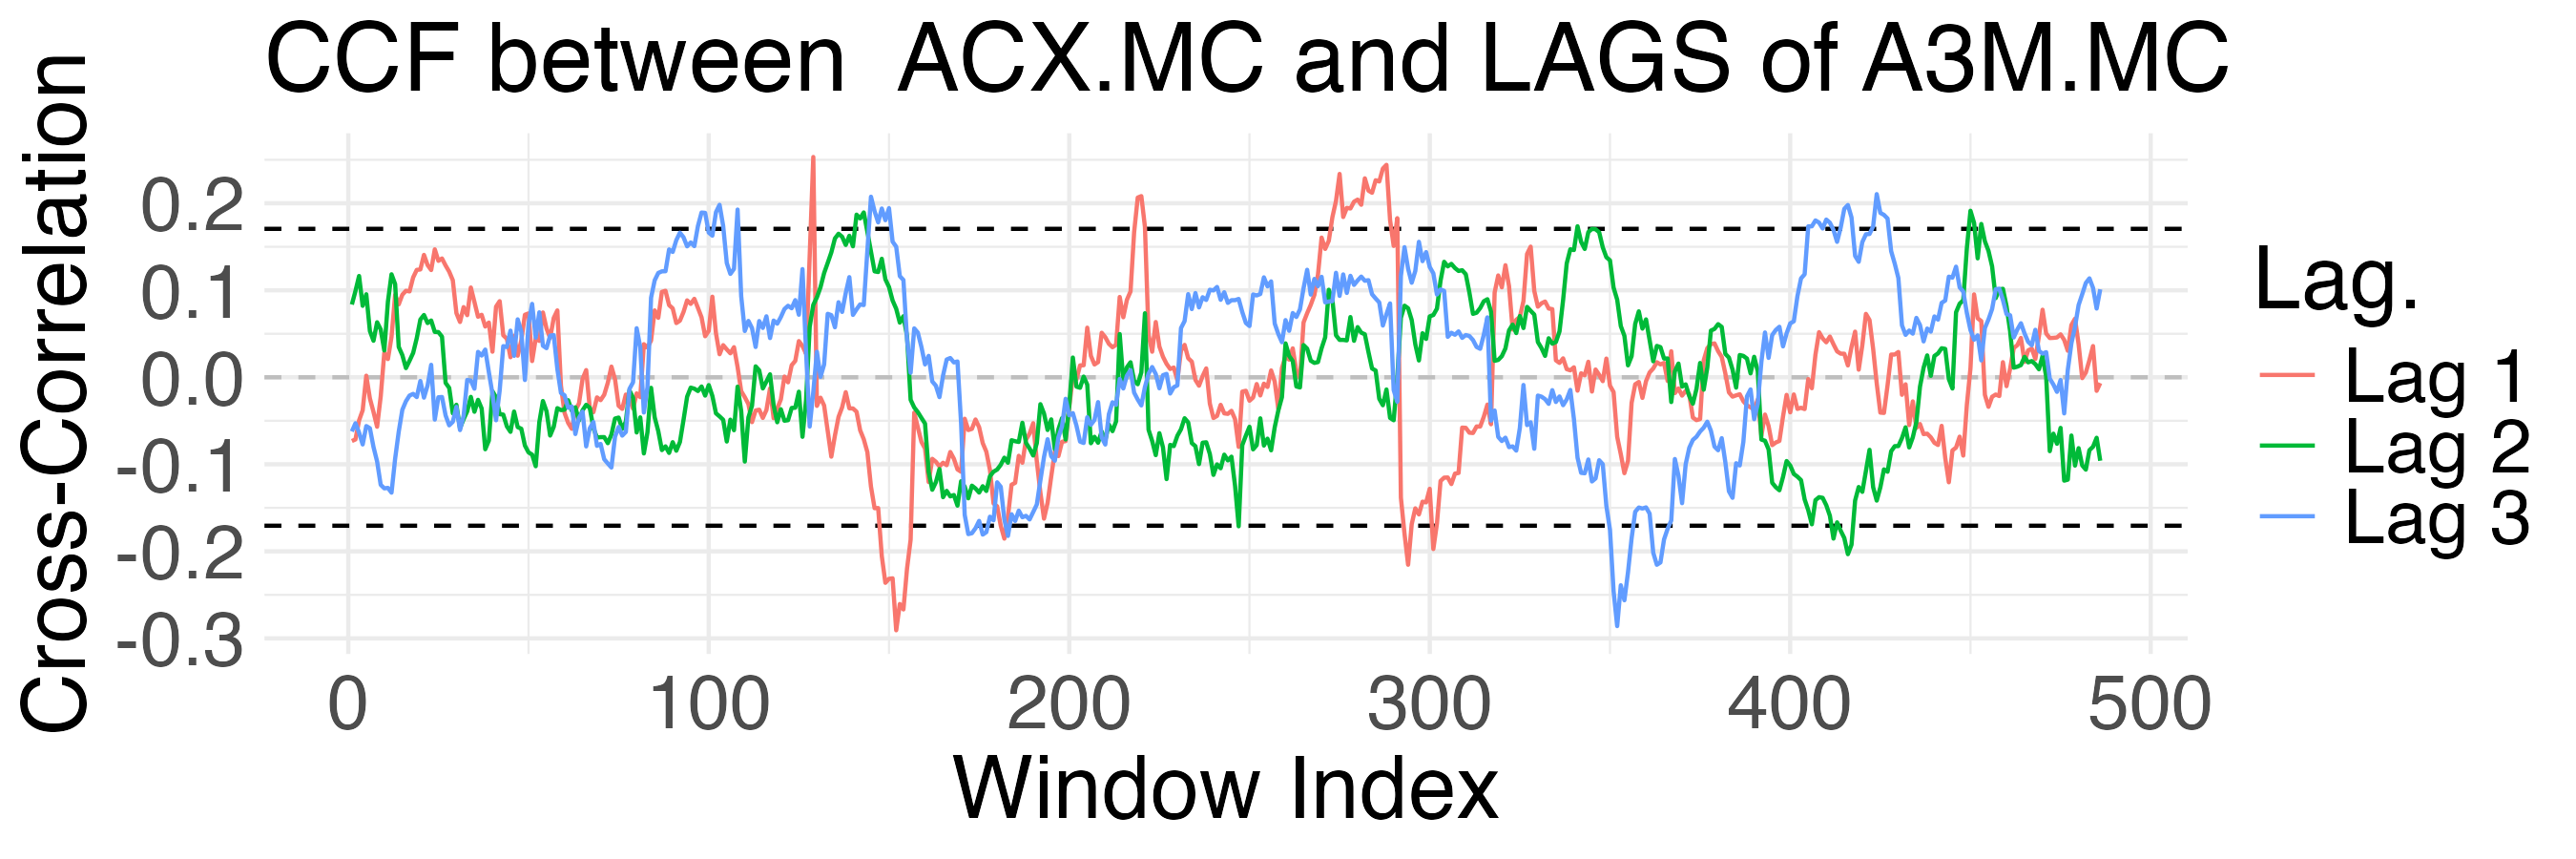 CCF between  ACX.MC and LAGS of A3M.MC
Cross-Correlation
0.2
0.1
0.0
-0.1
-0.2
-0.3
0 100 200 300 400 500
Window Index
Lag.
Lag 1
Lag 2
Lag 3